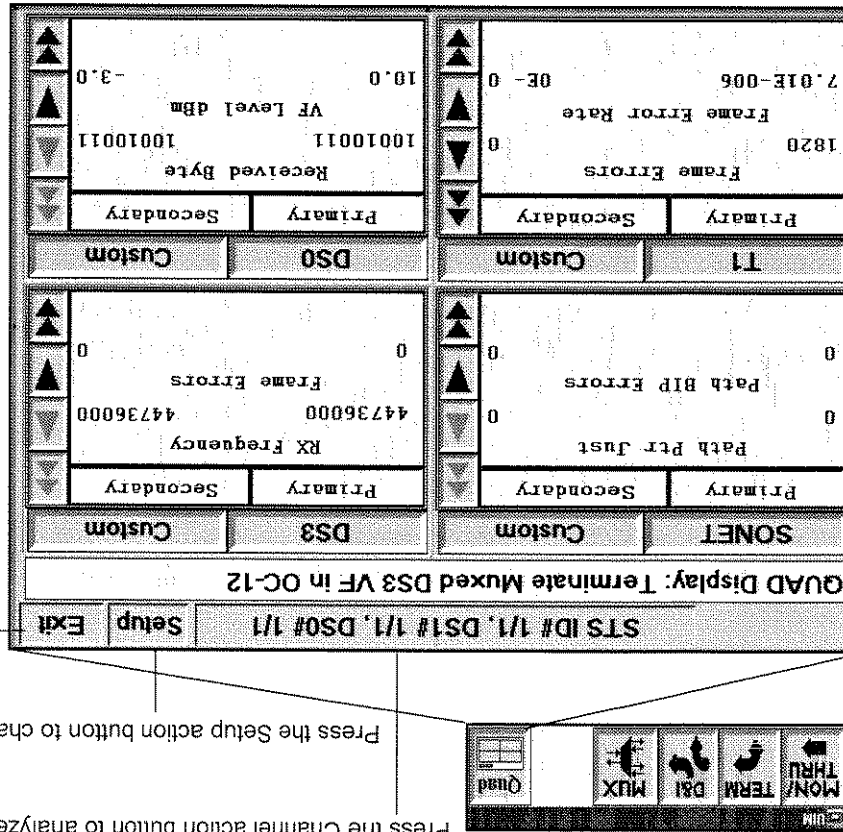 UIM
MON/
THRU
TERM
D&I
MUX
Quad
Press the Channel action button to analyze
Press the Setup action button to cha
STS ID# 1/1, DS1# 1/1, DS0# 1/1
Setup
Exit
QUAD Display: Terminate Muxed DS3 VF in OC-12
SONET Custom
Primary Secondary
Path Ptr Just
0 0
Path BIP Errors
0 0
DS3 Custom
Primary Secondary
RX Frequency
44736000 44736000
Frame Errors
0 0
T1 Custom
Primary Secondary
Frame Errors
1820 0
Frame Error Rate
7.01E-006 0E- 0
DS0 Custom
Primary Secondary
Received Byte
10010011 10010011
VF Level dBm
10.0 -3.0